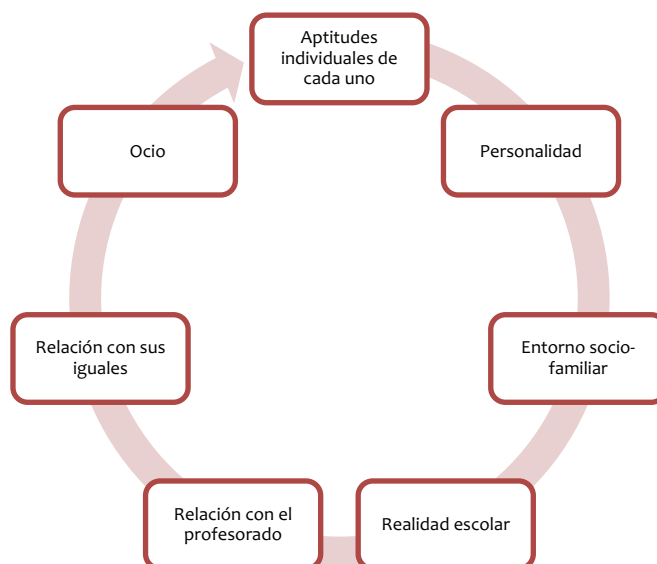 Aptitudes
individuales de
cada uno
Personalidad
Entorno socio-
familiar
Realidad escolar
Relación con el
profesorado
Relación con sus
iguales
Ocio